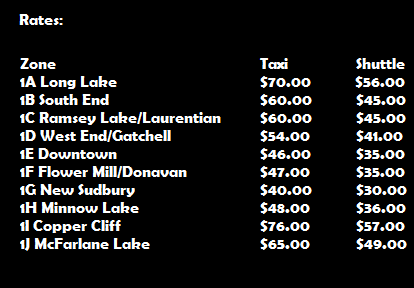 Rates:
Zone Taxi Shuttle
1A Long Lake $70.00 $56.00
1B South End $60.00 $45.00
1C Ramsey Lake/Laurentian $60.00 $45.00
1D West End/Gatchell $54.00 $41.00
1E Downtown $46.00 $35.00
1F Flower Mill/Donavan $47.00 $35.00
1G New Sudbury $40.00 $30.00
1H Minnow Lake $48.00 $36.00
1I Copper Cliff $76.00 $57.00
1J McFarlane Lake $65.00 $49.00